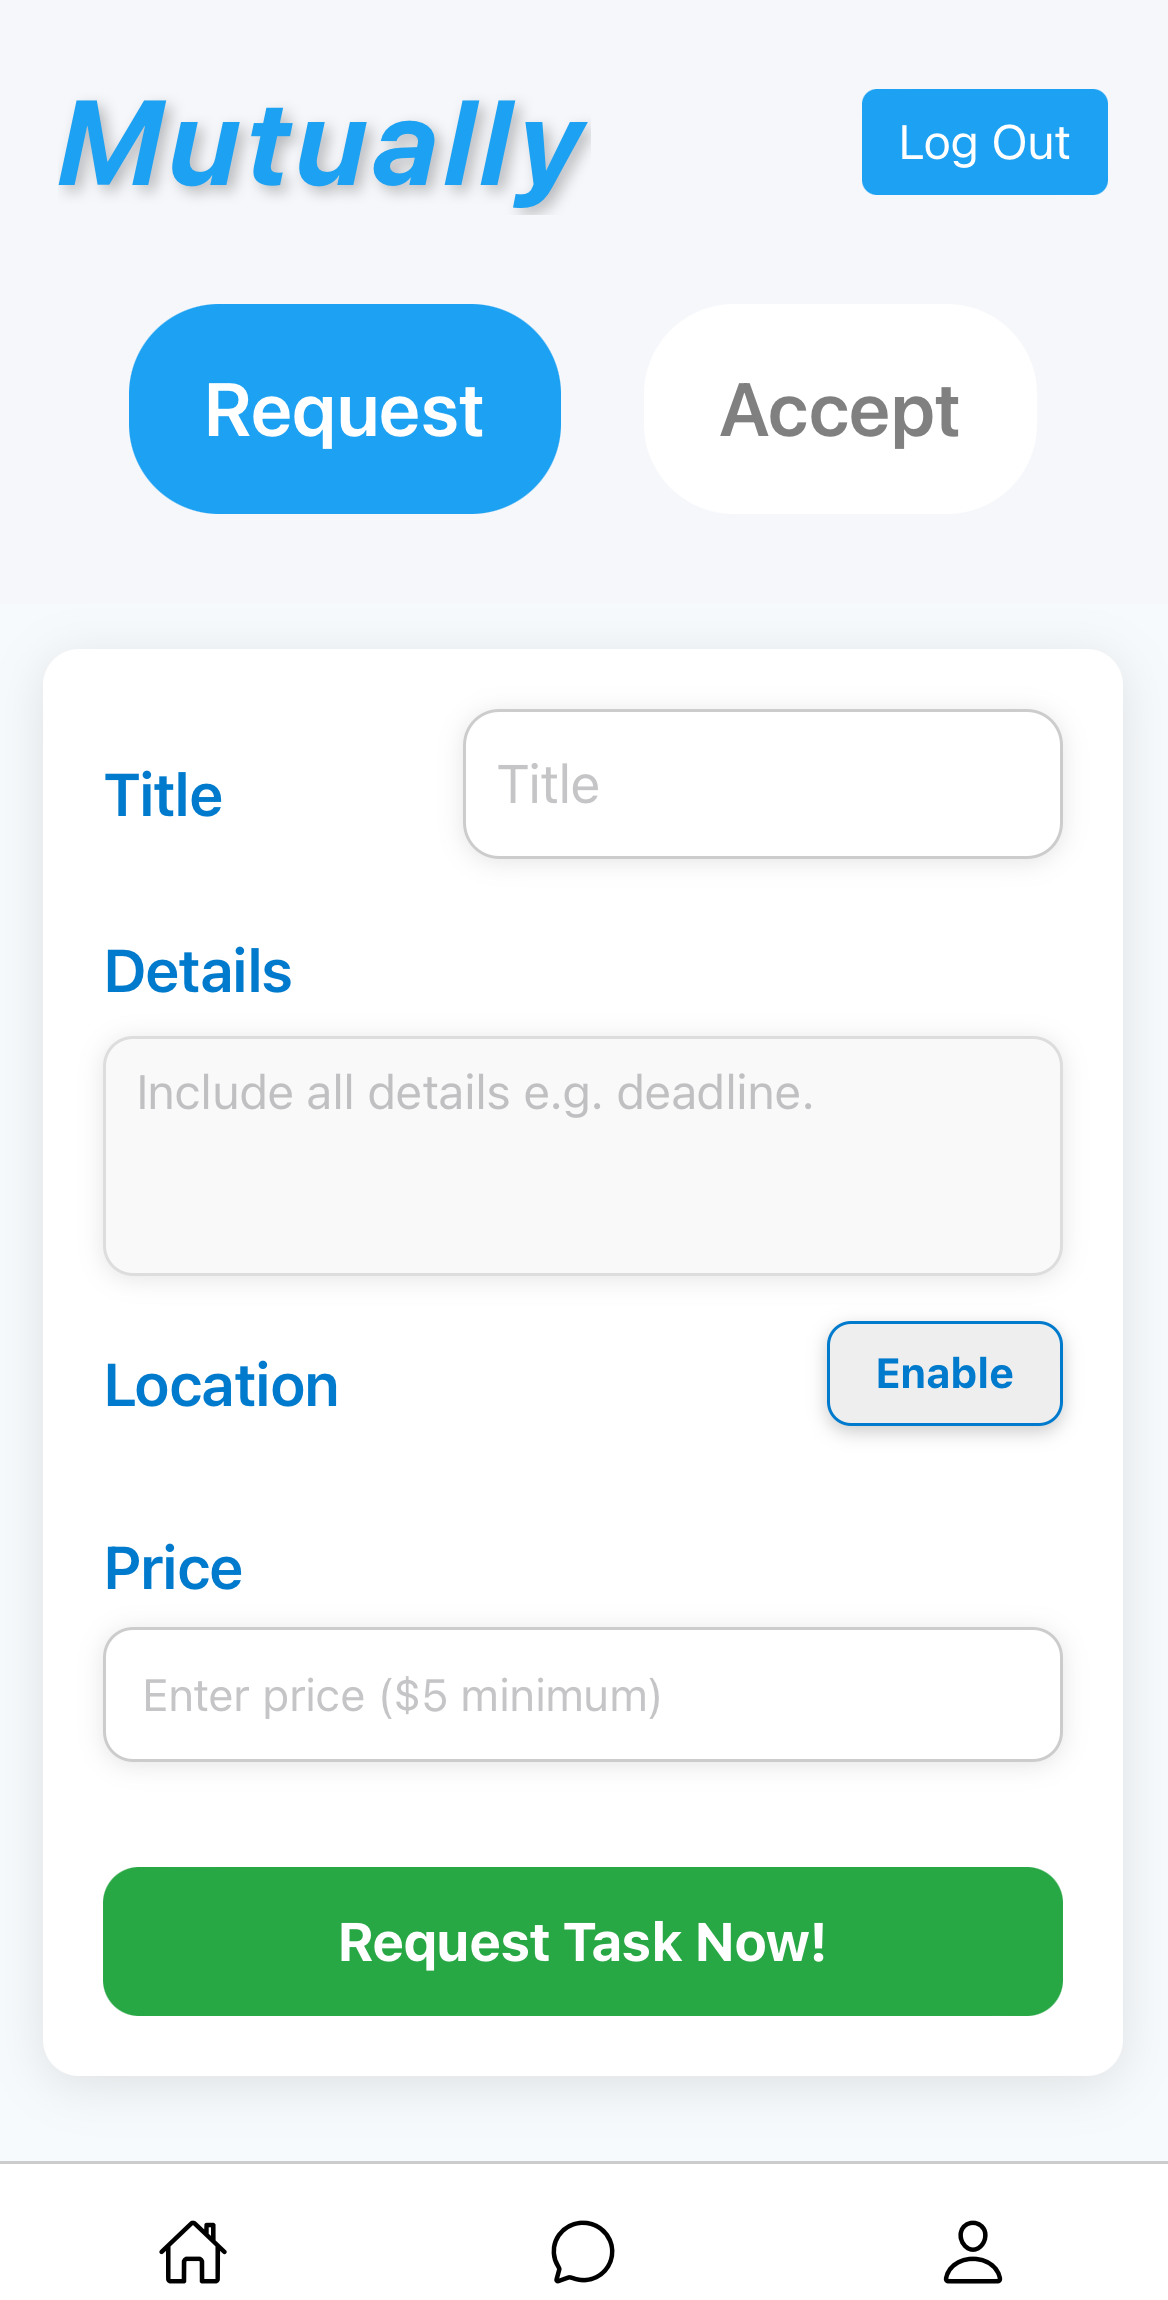 Mutually
Log Out
Request
Accept
Title
Title
Details
Include all details e.g. deadline.
Location
Enable
Price
Enter price ($5 minimum)
Request Task Now!